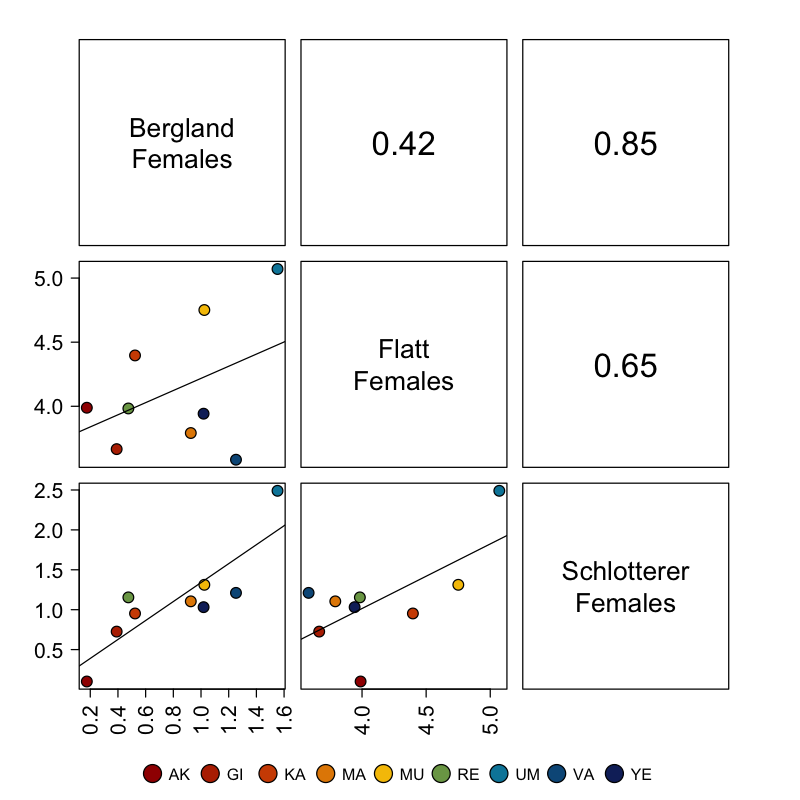 Bergland
Females
0.42
0.85
5.0
4.5
4.0
Flatt
Females
0.65
2.5
2.0
1.5
1.0
0.5
Schlotterer
Females
0.2 0.4 0.6 0.8 1.0 1.2 1.4 1.6
4.0 4.5 5.0
AK GI KA MA MU RE UM VA YE